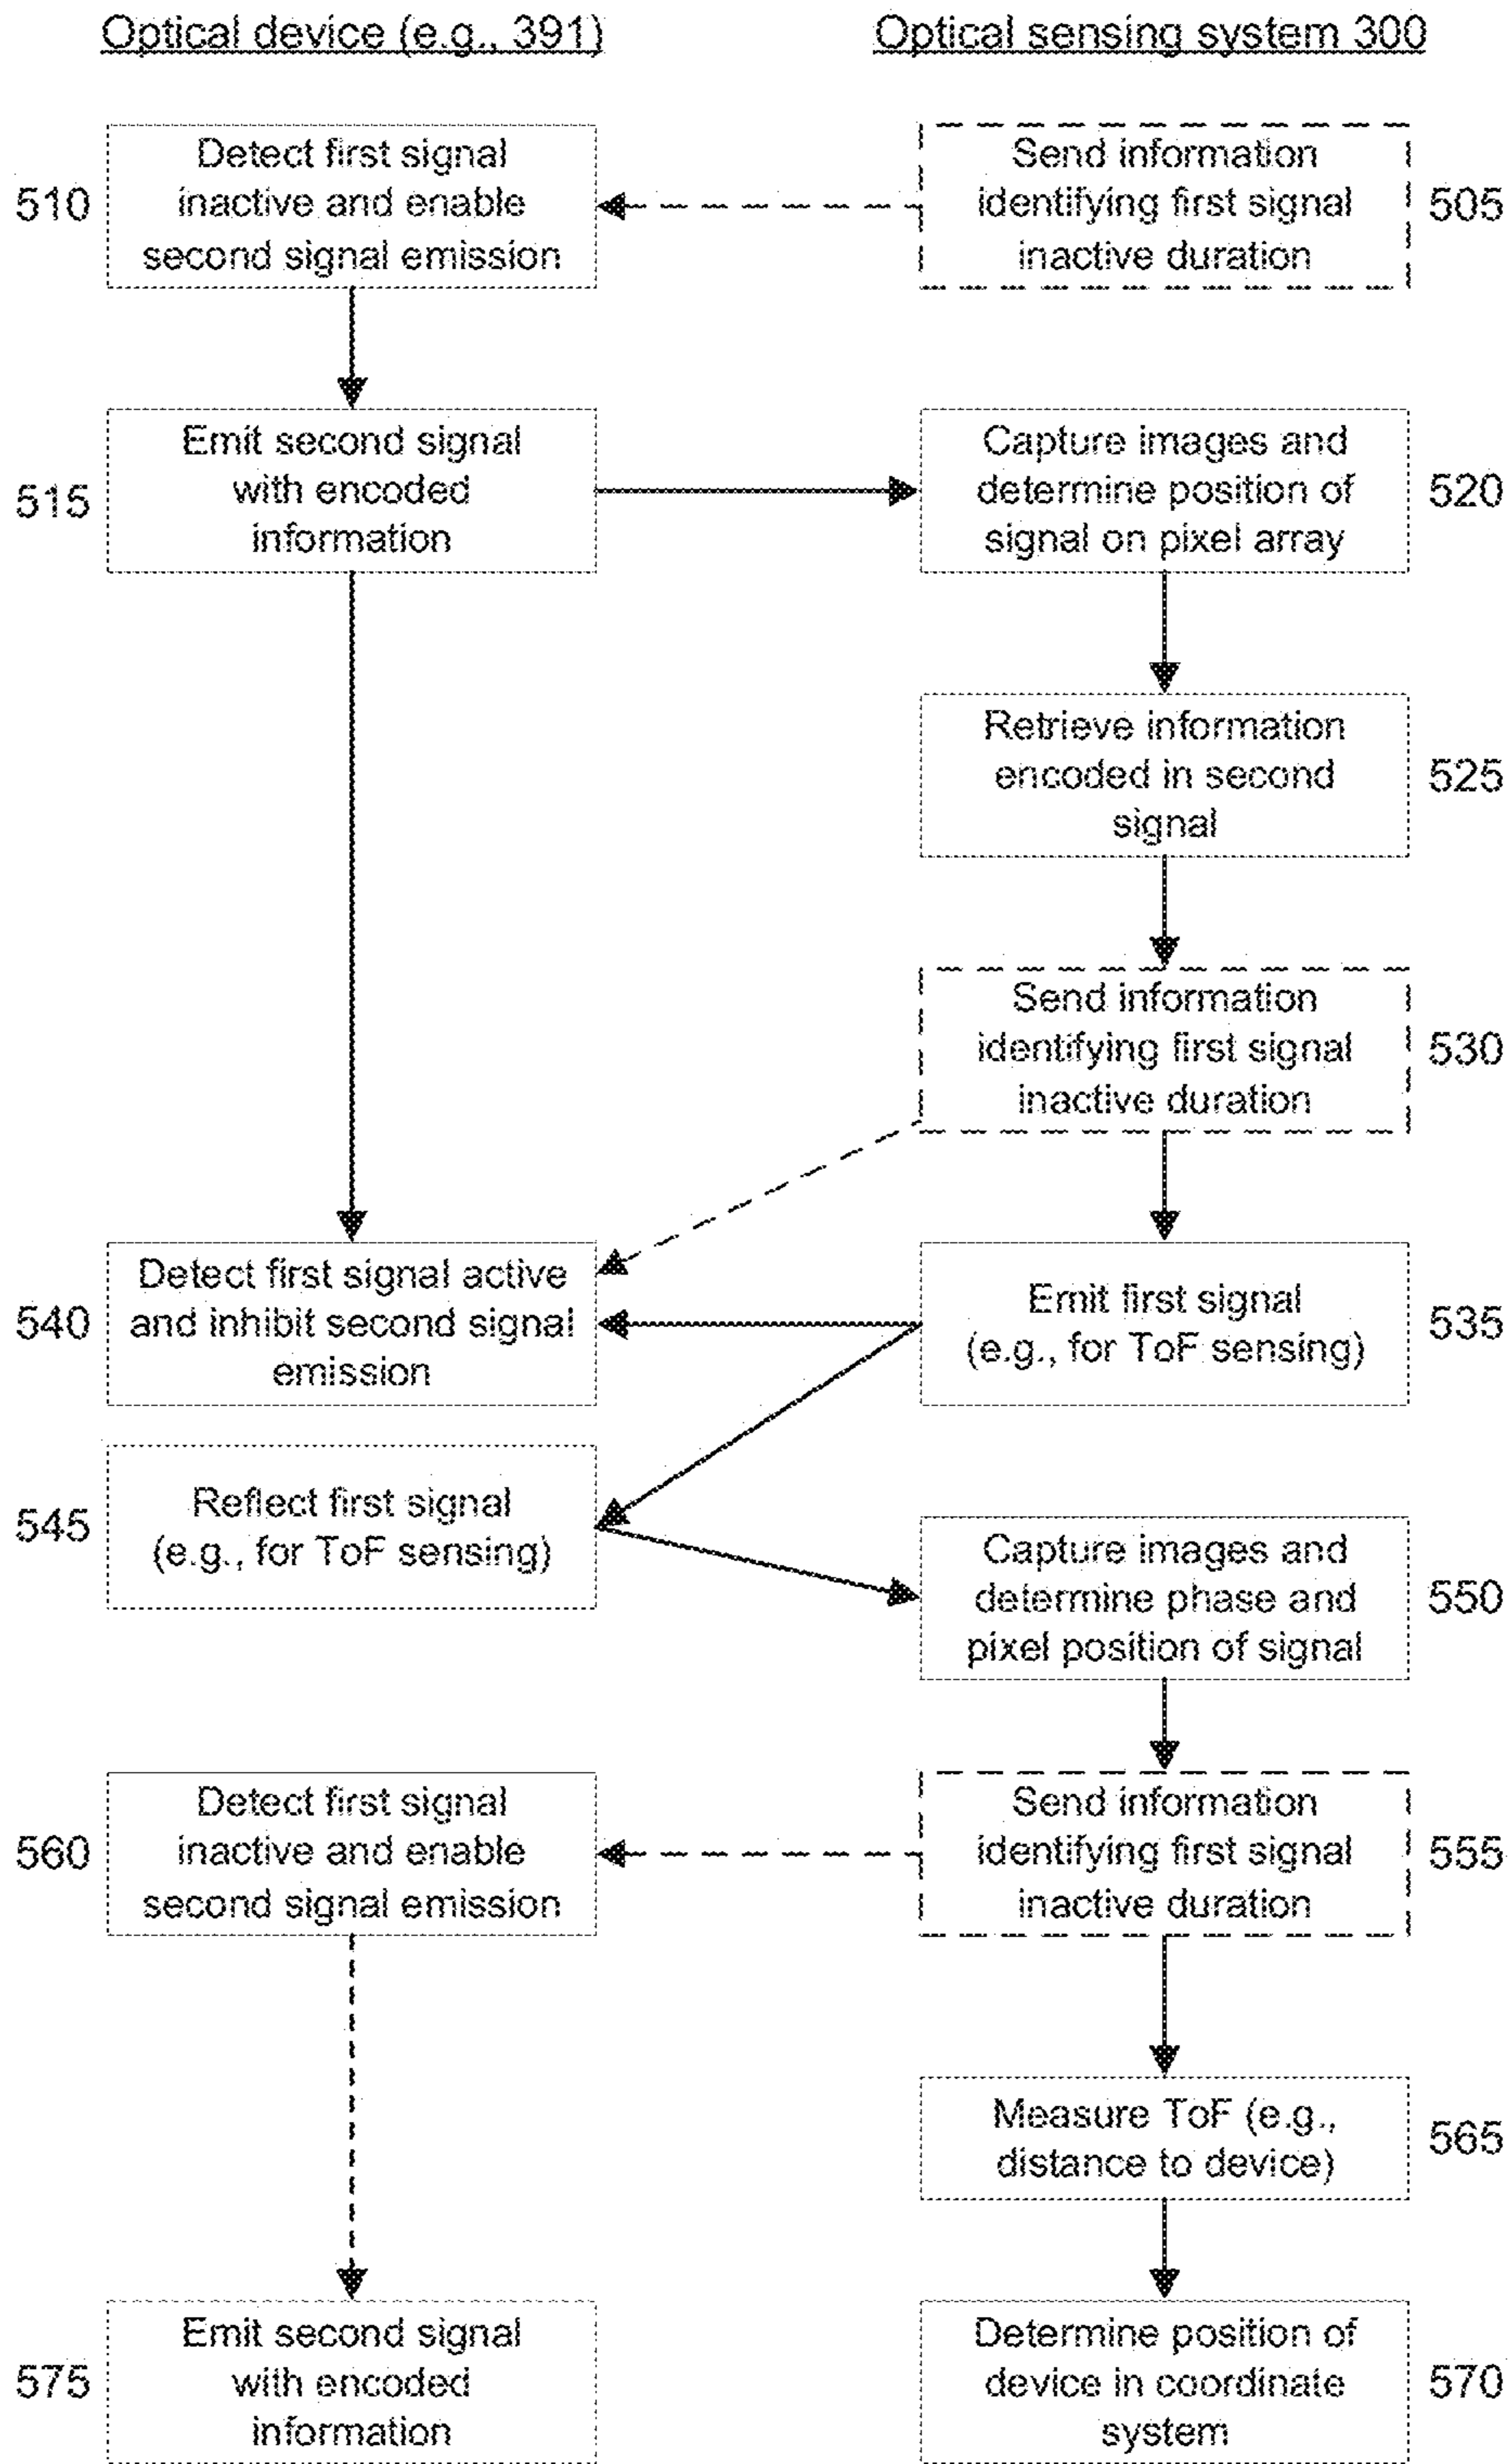 Optical device (e.g., 391)
Optical sensing system 300
510
Detect first signal
inactive and enable
second signal emission
Send information
identifying first signal
inactive duration
505
515
Emit second signal
with encoded
information
Capture images and
determine position of
signal on pixel array
520
Retrieve information
encoded in second
signal
525
Send information
identifying first signal
inactive duration
530
540
Detect first signal active
and inhibit second signal
emission
Emit first signal
(e.g., for ToF sensing)
535
545
Reflect first signal
(e.g., for ToF sensing)
Capture images and
determine phase and
pixel position of signal
550
560
Detect first signal
inactive and enable
second signal emission
Send information
identifying first signal
inactive duration
555
Measure ToF (e.g.,
distance to device)
565
575
Emit second signal
with encoded
information
Determine position of
device in coordinate
system
570